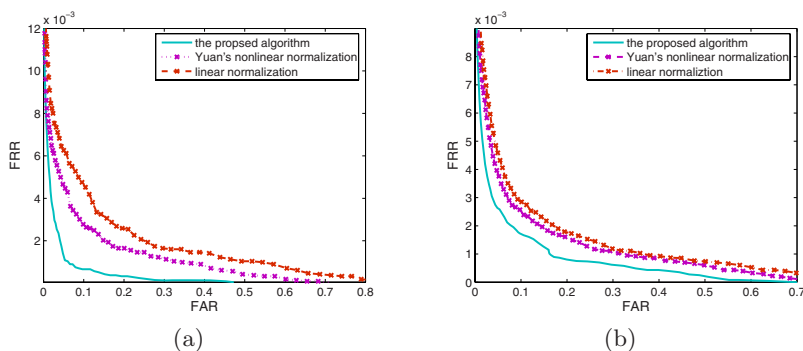 x 10⁻³
12
10
8
6
4
2
FRR
0 0.1 0.2 0.3 0.4 0.5 0.6 0.7 0.8
FAR
the propsed algorithm
Yuan's nonlinear normalization
linear normalization
(a)
x 10⁻³
8
7
6
5
4
3
2
1
0
FRR
0 0.1 0.2 0.3 0.4 0.5 0.6 0.7
FAR
the propsed algorithm
Yuan's nonlinear normalization
linear normaliztion
(b)